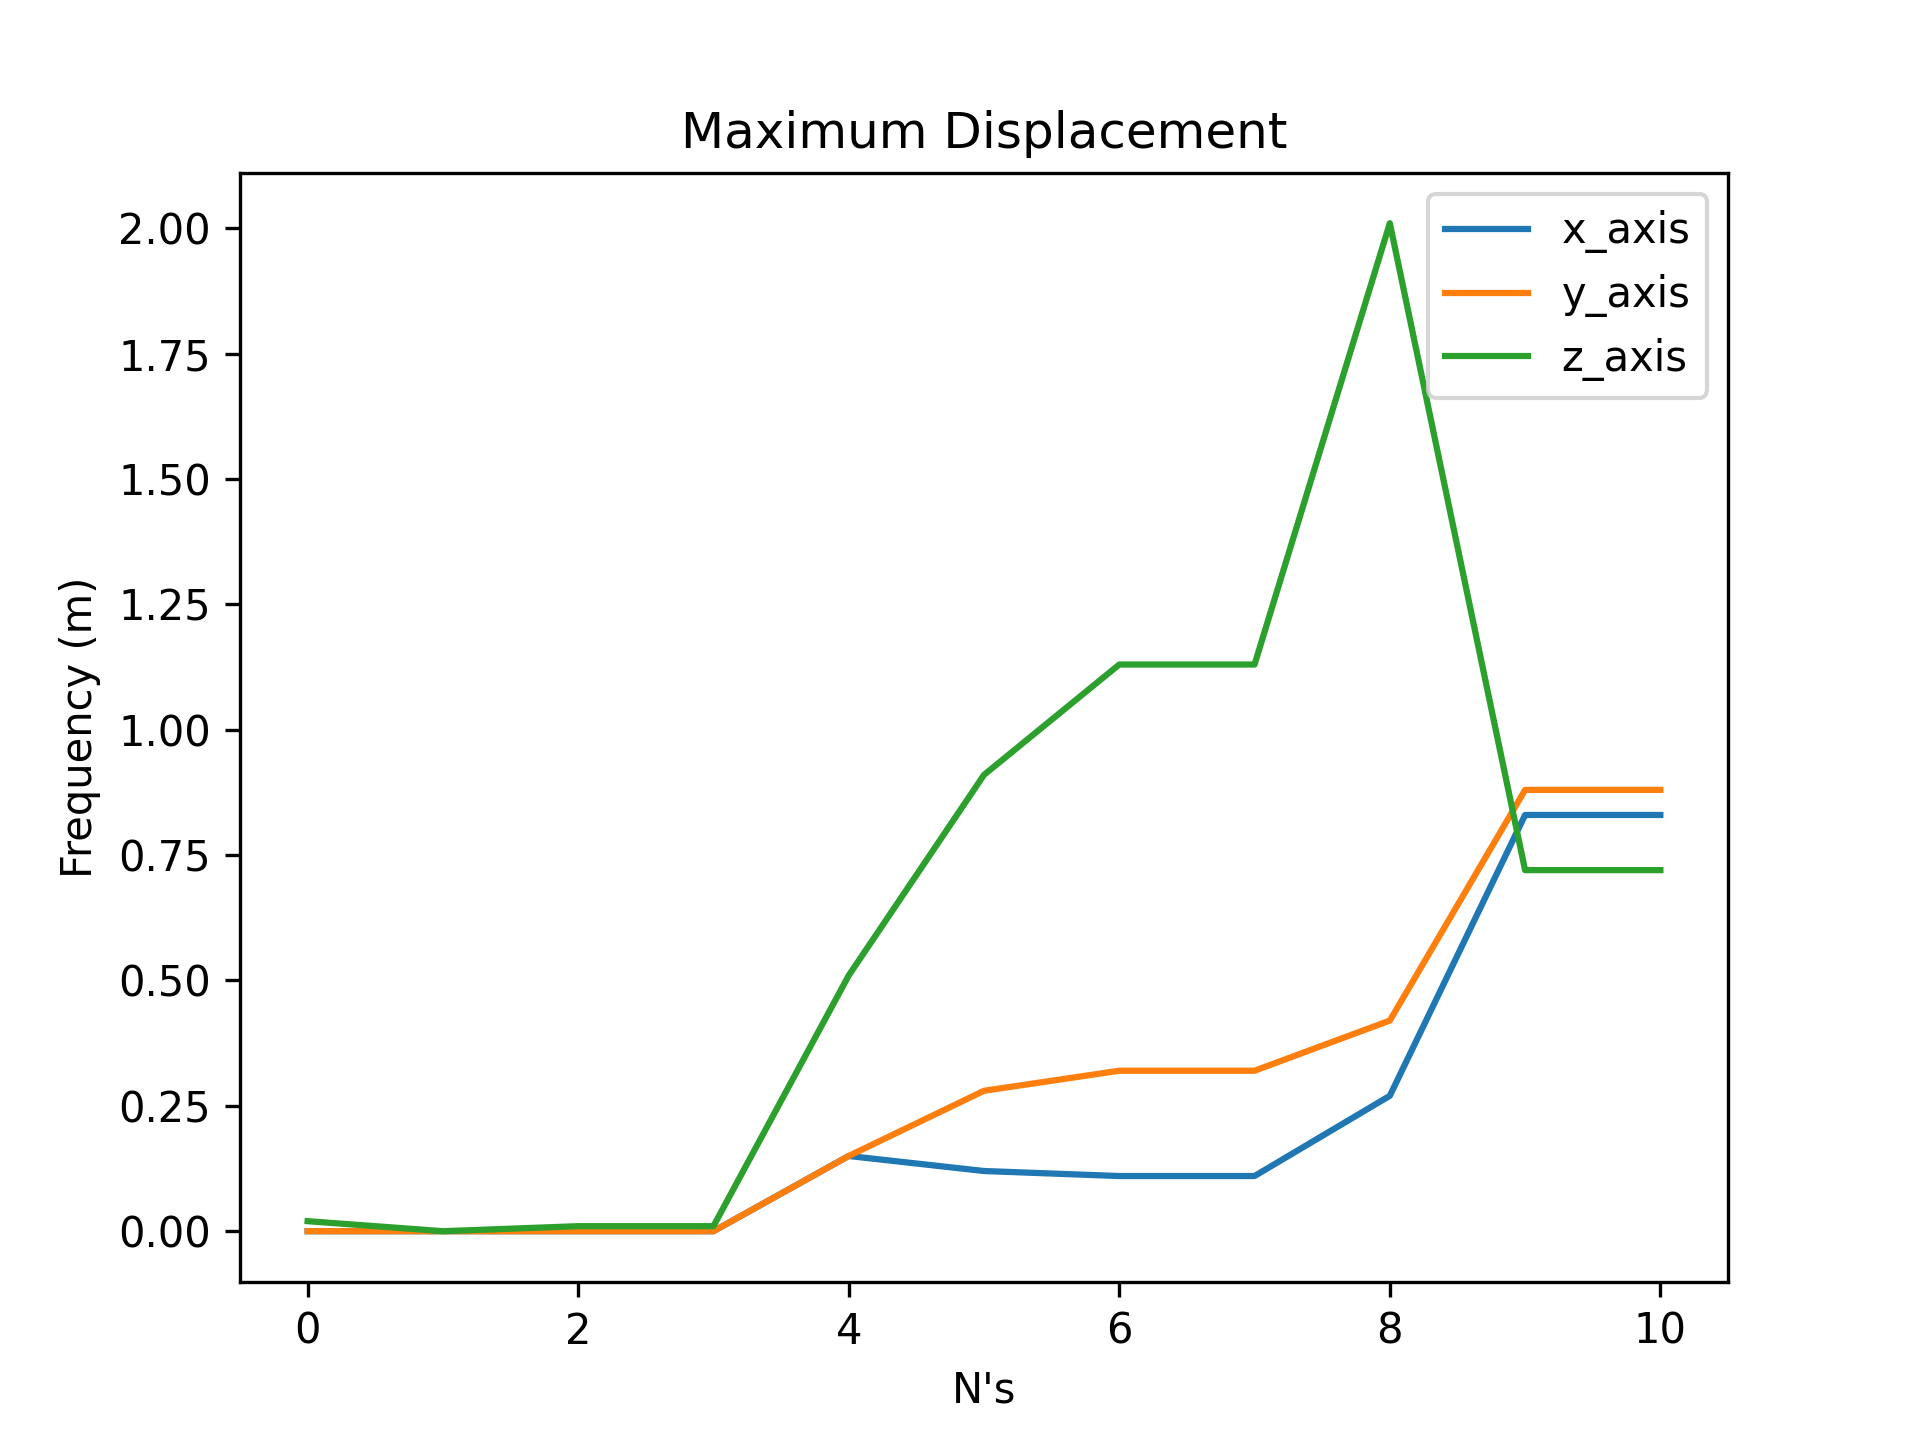 Maximum Displacement
x_axis
y_axis
z_axis
2.00
1.75
1.50
1.25
1.00
0.75
0.50
0.25
0.00
Frequency (m)
0 2 4 6 8 10
N's